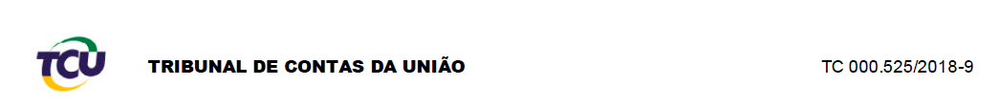 TCU TRIBUNAL DE CONTAS DA UNIÃO TC 000.525/2018-9